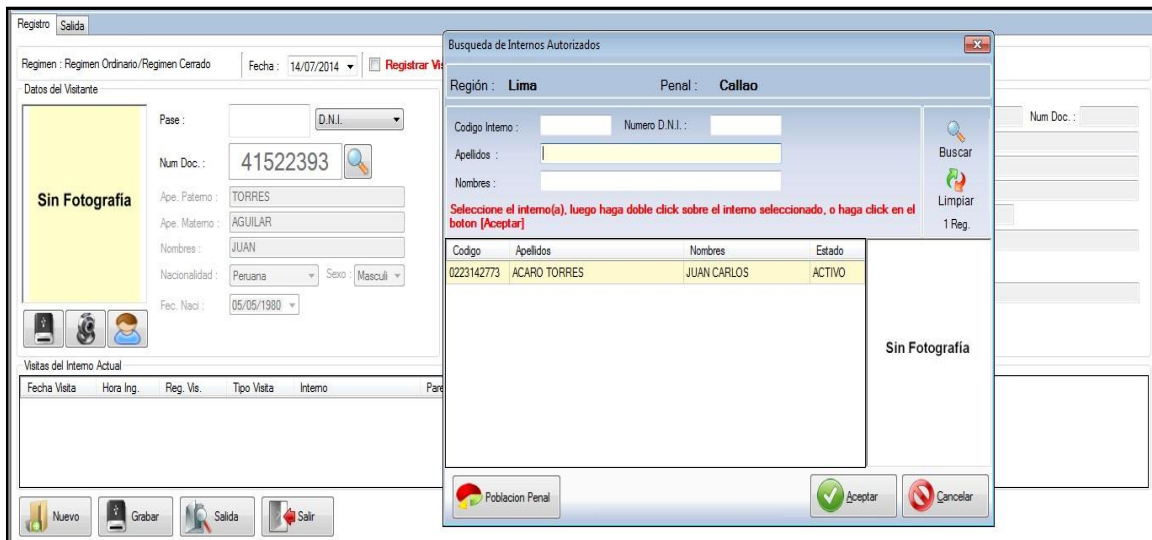 Registro Salida
Regimen : Regimen Ordinario/Regimen Cerrado Fecha : 14/07/2014 Registrar Vi
Datos del Visitante
Sin Fotografía
Pase : D.N.I.
Num Doc. : 41522393
Ape. Paterno : TORRES
Ape. Materno : AGUILAR
Nombres : JUAN
Nacionalidad : Peruana Sexo : Masculi
Fec. Naci : 05/05/1980
Visitas del Interno Actual
Fecha Visita Hora Ing. Reg. Vis. Tipo Visita Interno Pare
Nuevo Grabar Salida Salir
Busqueda de Internos Autorizados
Región : Lima Penal : Callao
Codigo Interno : Numero D.N.I. :
Apellidos :
Nombres :
Buscar
Limpiar
1 Reg.
Seleccione el interno(a), luego haga doble click sobre el interno seleccionado, o haga click en el
boton [Aceptar]
Codigo Apellidos Nombres Estado
0223142773 ACARO TORRES JUAN CARLOS ACTIVO
Sin Fotografía
Poblacion Penal Aceptar Cancelar
Num Doc. :